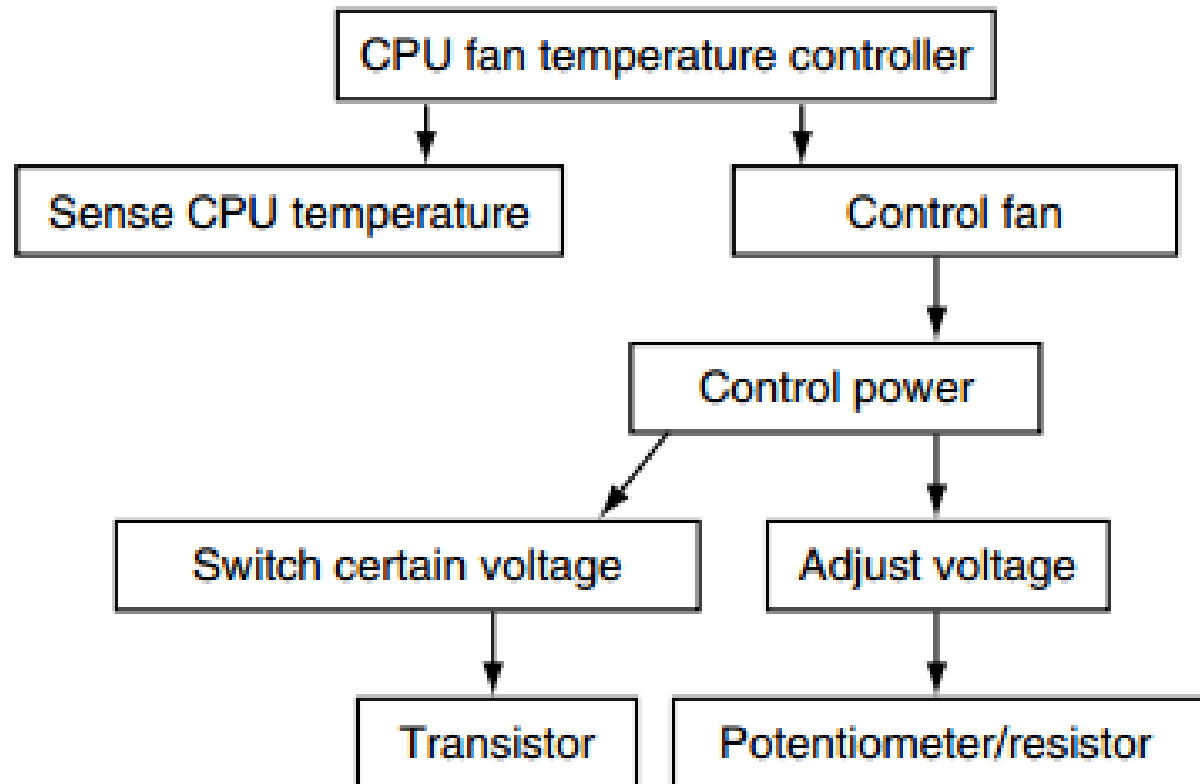 CPU fan temperature controller
Sense CPU temperature
Control fan
Control power
Switch certain voltage
Adjust voltage
Transistor
Potentiometer/resistor